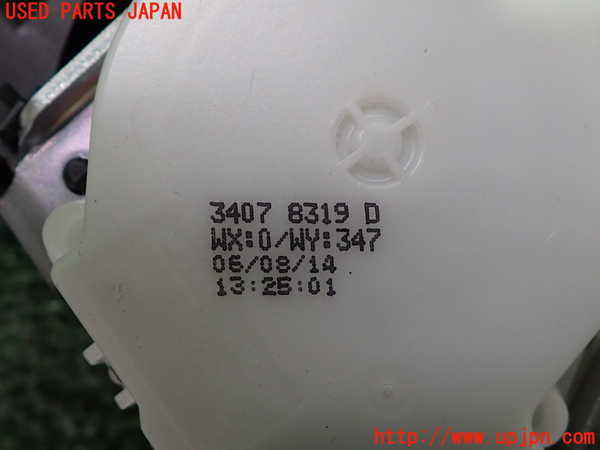 USED PARTS JAPAN
3407 8319 D
WX:0/WY:347
06/08/14
13:25:01
http://www.upjpn.com/